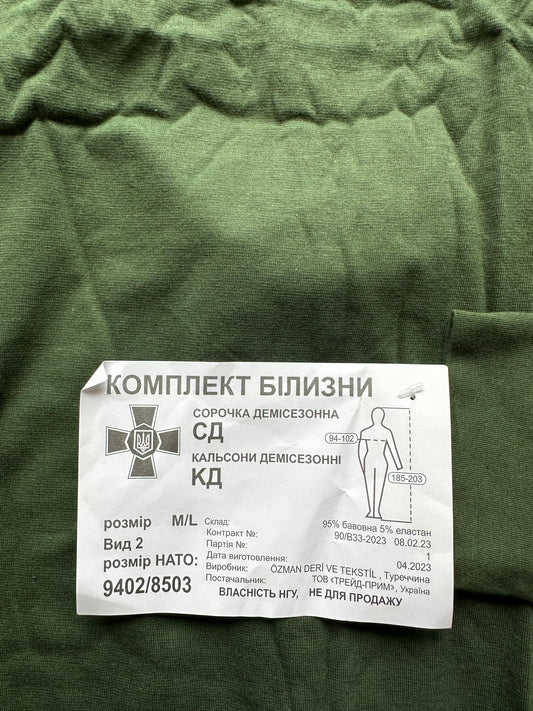 КОМПЛЕКТ БІЛИЗНИ
СОРОЧКА ДЕМІСЕЗОННА
СД
КАЛЬСОНИ ДЕМІСЕЗОННІ
КД
94-102
185-203
розмір M/L
Вид 2
розмір НАТО:
9402/8503
Склад: 95% бавовна 5% еластан
Контракт №: 90/В33-2023 08.02.23
Партія №: 1
Дата виготовлення: 04.2023
Виробник: ÖZMAN DERİ VE TEKSTİL , Туреччина
Постачальник: ТОВ «ТРЕЙД-ПРИМ», Україна
ВЛАСНІСТЬ НГУ, НЕ ДЛЯ ПРОДАЖУ